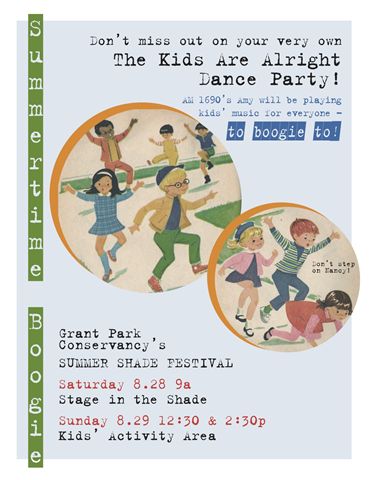 Summertime Boogie
Don't miss out on your very own
The Kids Are Alright
Dance Party!
AM 1690's Amy will be playing
kids' music for everyone –
to boogie to!
Don't step
on Nancy!
Grant Park
Conservancy's
SUMMER SHADE FESTIVAL
Saturday 8.28 9a
Stage in the Shade
Sunday 8.29 12:30 & 2:30p
Kids' Activity Area